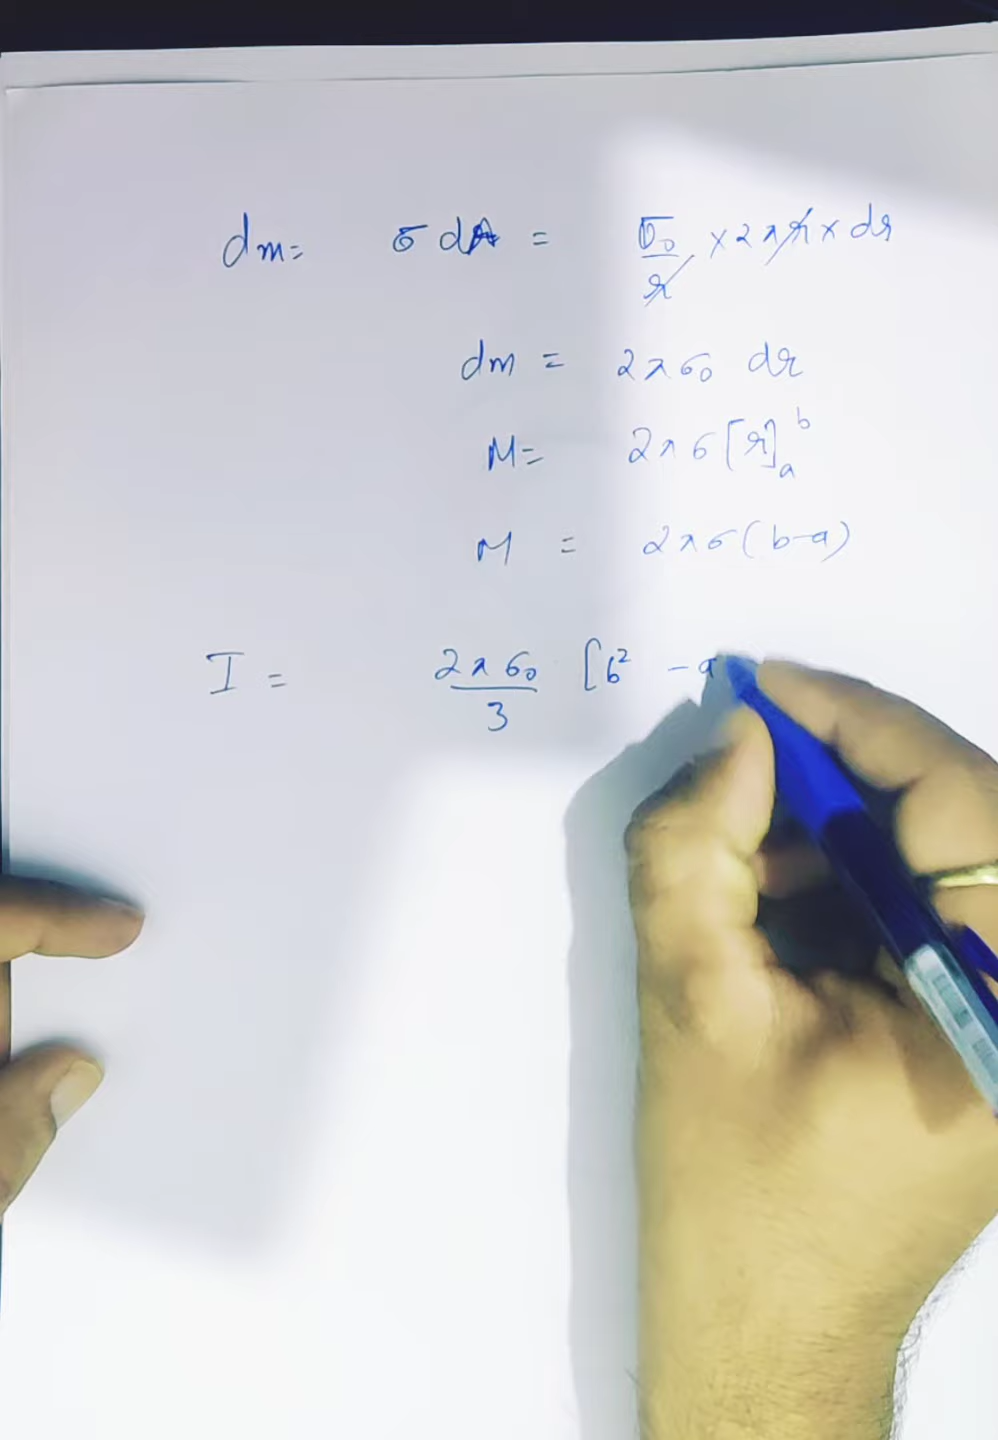 dm= σ dA = σ₀/r × 2πr × dr
dm = 2πσ₀ dr
M= 2πσ [r]ₐᵇ
M = 2πσ(b-a)
I = 2πσ₀/3 [b² -a